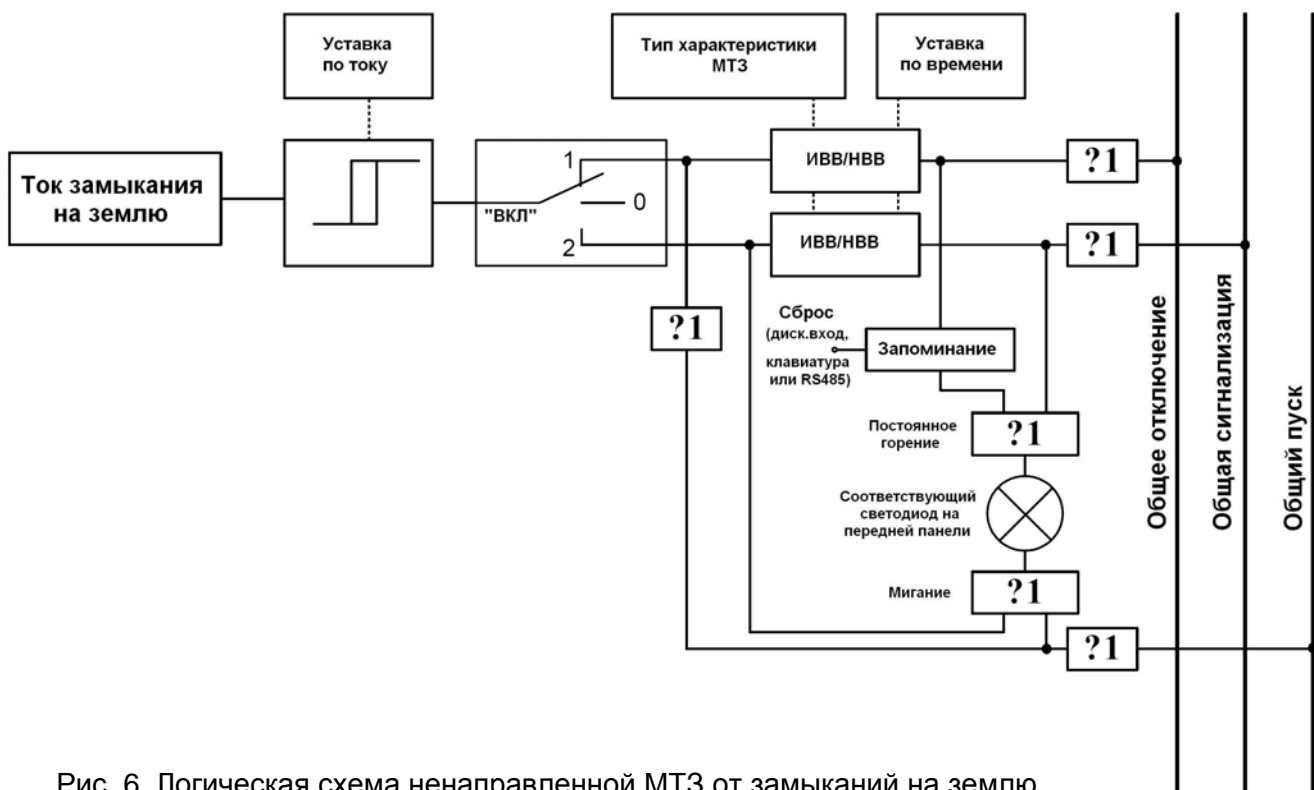 Уставка
по току
Тип характеристики
МТЗ
Уставка
по времени
Ток замыкания
на землю
"ВКЛ"
1
0
2
ИВВ/НВВ
ИВВ/НВВ
?1
?1
?1
Сброс
(диск.вход,
клавиатура
или RS485)
Запоминание
Постоянное
горение
?1
Соответствующий
светодиод на
передней панели
Мигание
?1
?1
Общее отключение
Общая сигнализация
Общий пуск
Рис. 6. Логическая схема ненаправленной МТЗ от замыканий на землю